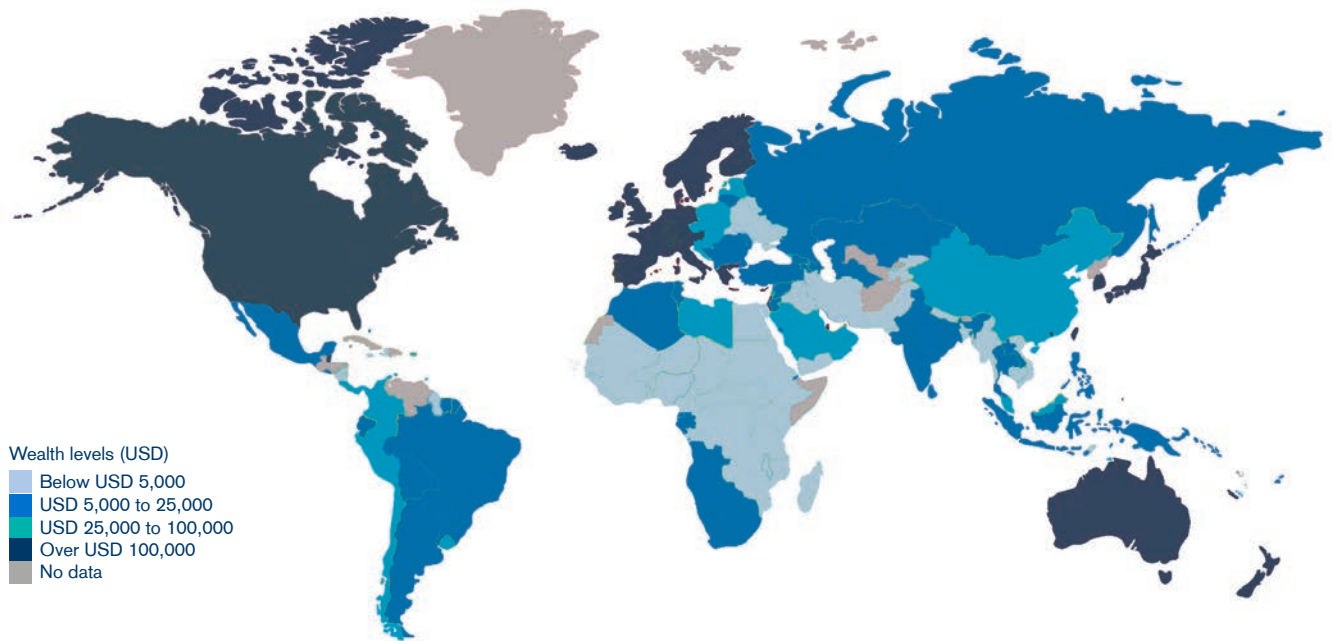 Wealth levels (USD)
Below USD 5,000
USD 5,000 to 25,000
USD 25,000 to 100,000
Over USD 100,000
No data